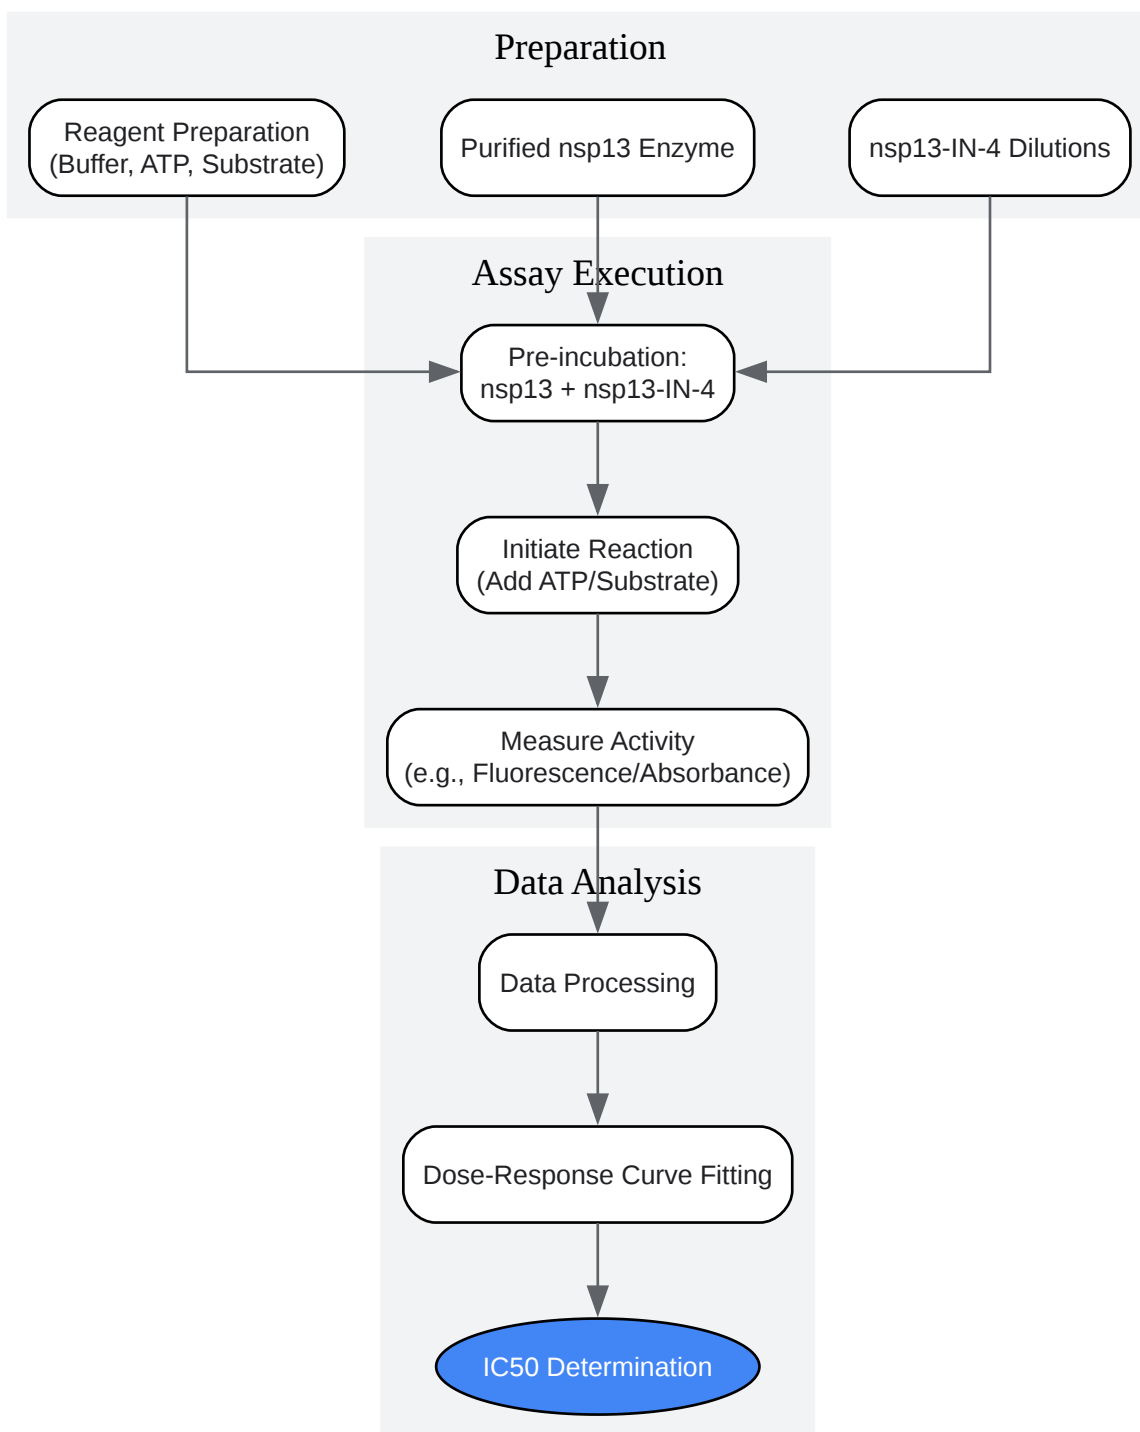 Preparation
Reagent Preparation
(Buffer, ATP, Substrate)
Purified nsp13 Enzyme
nsp13-IN-4 Dilutions
Assay Execution
Pre-incubation:
nsp13 + nsp13-IN-4
Initiate Reaction
(Add ATP/Substrate)
Measure Activity
(e.g., Fluorescence/Absorbance)
Data Analysis
Data Processing
Dose-Response Curve Fitting
IC50 Determination